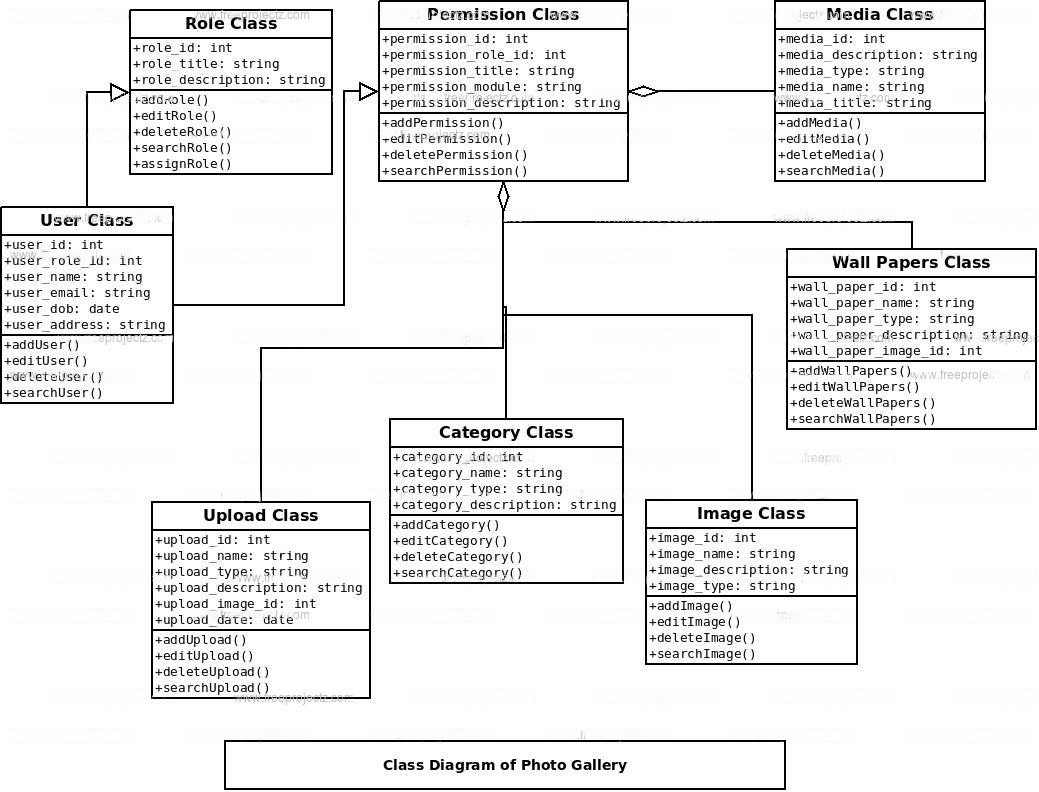 Role Class
+role_id: int
+role_title: string
+role_description: string
+addRole()
+editRole()
+deleteRole()
+searchRole()
+assignRole()
Permission Class
+permission_id: int
+permission_role_id: int
+permission_title: string
+permission_module: string
+permission_description: string
+addPermission()
+editPermission()
+deletePermission()
+searchPermission()
Media Class
+media_id: int
+media_description: string
+media_type: string
+media_name: string
+media_title: string
+addMedia()
+editMedia()
+deleteMedia()
+searchMedia()
User Class
+user_id: int
+user_role_id: int
+user_name: string
+user_email: string
+user_dob: date
+user_address: string
+addUser()
+editUser()
+deleteUser()
+searchUser()
Wall Papers Class
+wall_paper_id: int
+wall_paper_name: string
+wall_paper_type: string
+wall_paper_description: string
+wall_paper_image_id: int
+addWallPapers()
+editWallPapers()
+deleteWallPapers()
+searchWallPapers()
Category Class
+category_id: int
+category_name: string
+category_type: string
+category_description: string
+addCategory()
+editCategory()
+deleteCategory()
+searchCategory()
Upload Class
+upload_id: int
+upload_name: string
+upload_type: string
+upload_description: string
+upload_image_id: int
+upload_date: date
+addUpload()
+editUpload()
+deleteUpload()
+searchUpload()
Image Class
+image_id: int
+image_name: string
+image_description: string
+image_type: string
+addImage()
+editImage()
+deleteImage()
+searchImage()
www.freeprojectz.com
Class Diagram of Photo Gallery